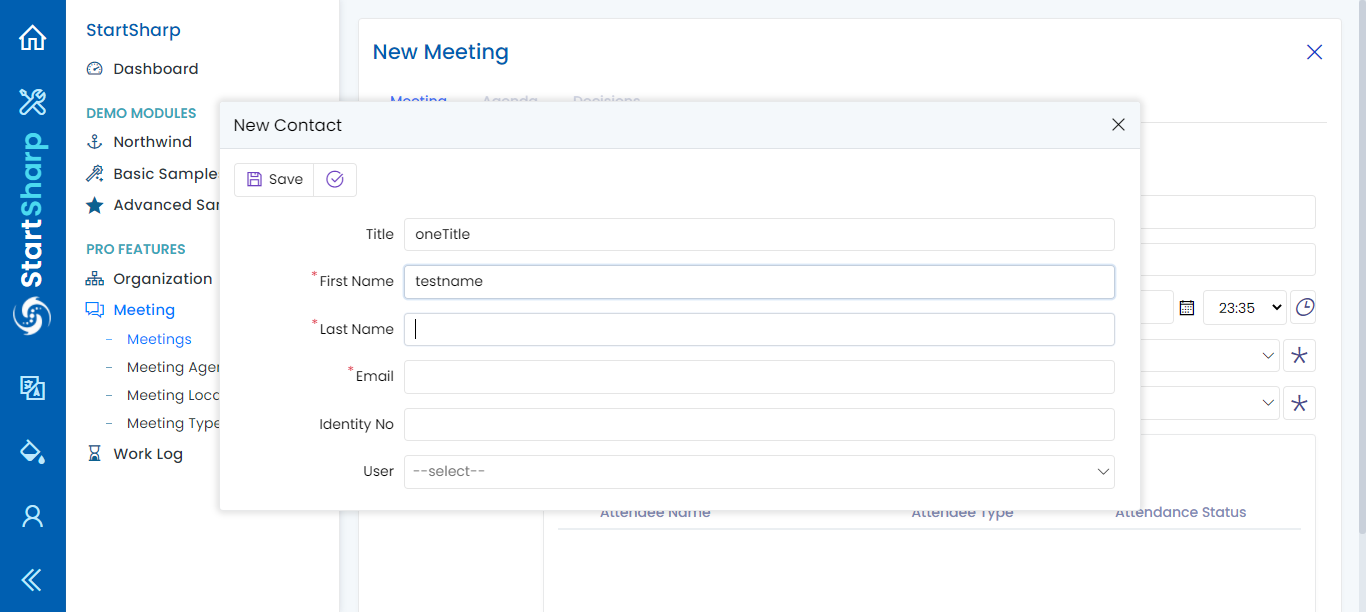 StartSharp
StartSharp
Dashboard
DEMO MODULES
Northwind
Basic Sample
Advanced Sar
PRO FEATURES
Organization
Meeting
Meetings
Meeting Ager
Meeting Loca
Meeting Type
Work Log
New Meeting
Meeting Agenda Decisions
New Contact
Save
Title oneTitle
*First Name testname
*Last Name
*Email
Identity No
User --select--
23:35
Attendee Name Attendee Type Attendance Status